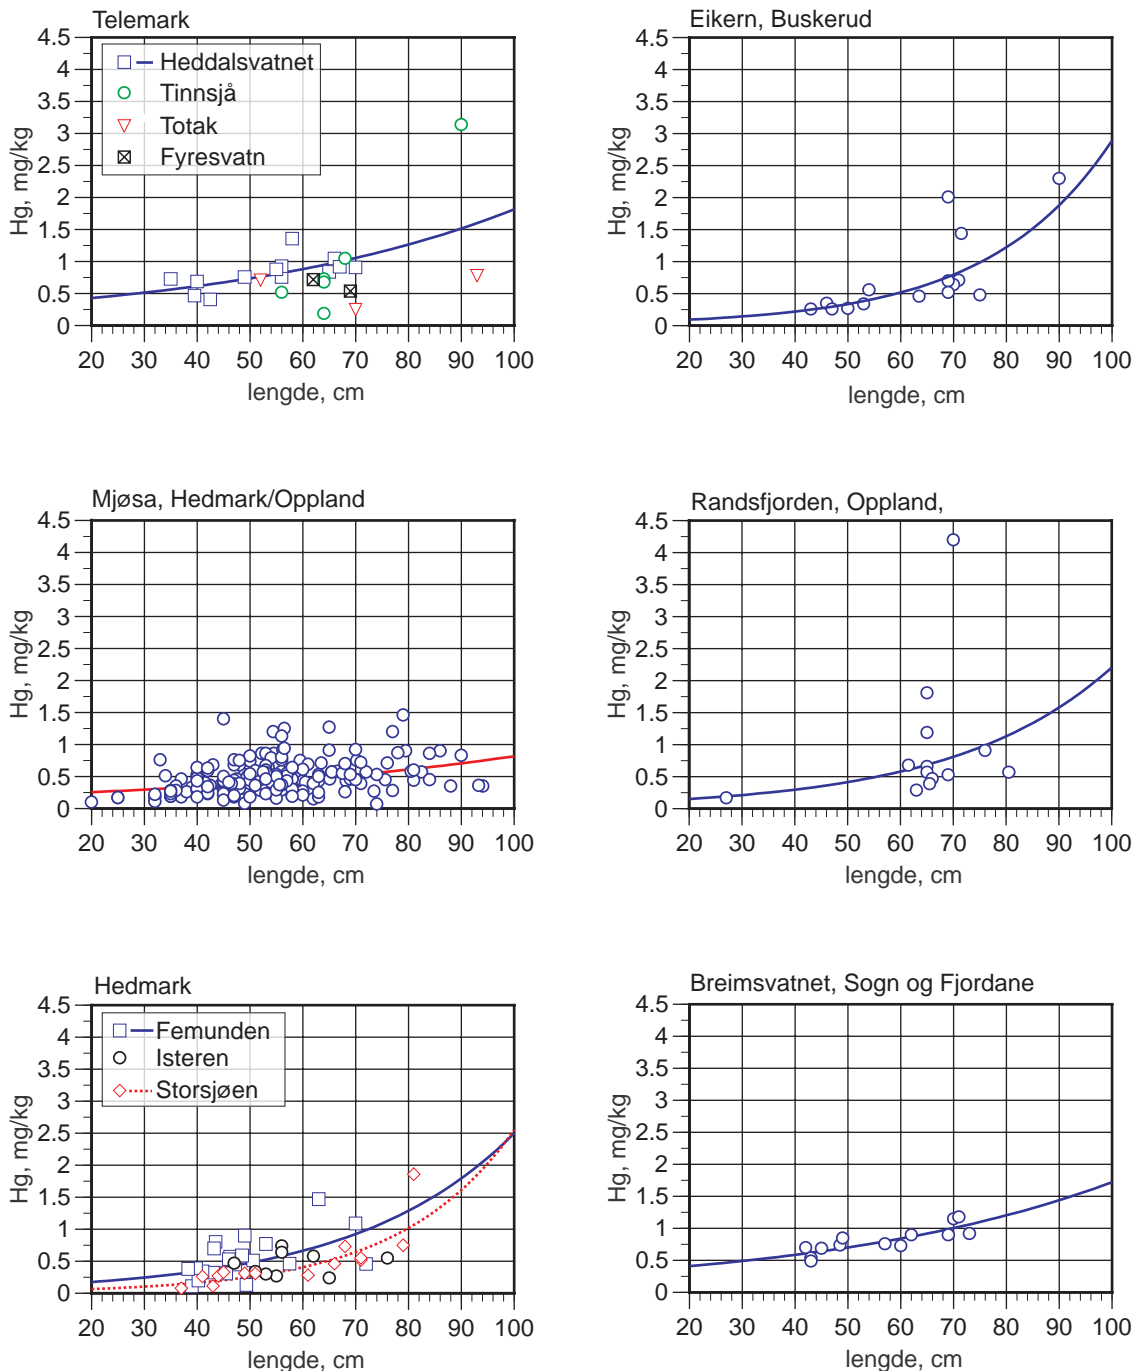 Telemark
4.5
4
3.5
3
2.5
2
1.5
1
0.5
0
Hg, mg/kg
Heddalsvatnet
Tinnsjå
Totak
Fyresvatn
20 30 40 50 60 70 80 90 100
lengde, cm
Eikern, Buskerud
4.5
4
3.5
3
2.5
2
1.5
1
0.5
0
Hg, mg/kg
20 30 40 50 60 70 80 90 100
lengde, cm
Mjøsa, Hedmark/Oppland
4.5
4
3.5
3
2.5
2
1.5
1
0.5
0
Hg, mg/kg
20 30 40 50 60 70 80 90 100
lengde, cm
Randsfjorden, Oppland,
4.5
4
3.5
3
2.5
2
1.5
1
0.5
0
Hg, mg/kg
20 30 40 50 60 70 80 90 100
lengde, cm
Hedmark
4.5
4
3.5
3
2.5
2
1.5
1
0.5
0
Hg, mg/kg
Femunden
Isteren
Storsjøen
20 30 40 50 60 70 80 90 100
lengde, cm
Breimsvatnet, Sogn og Fjordane
4.5
4
3.5
3
2.5
2
1.5
1
0.5
0
Hg, mg/kg
20 30 40 50 60 70 80 90 100
lengde, cm